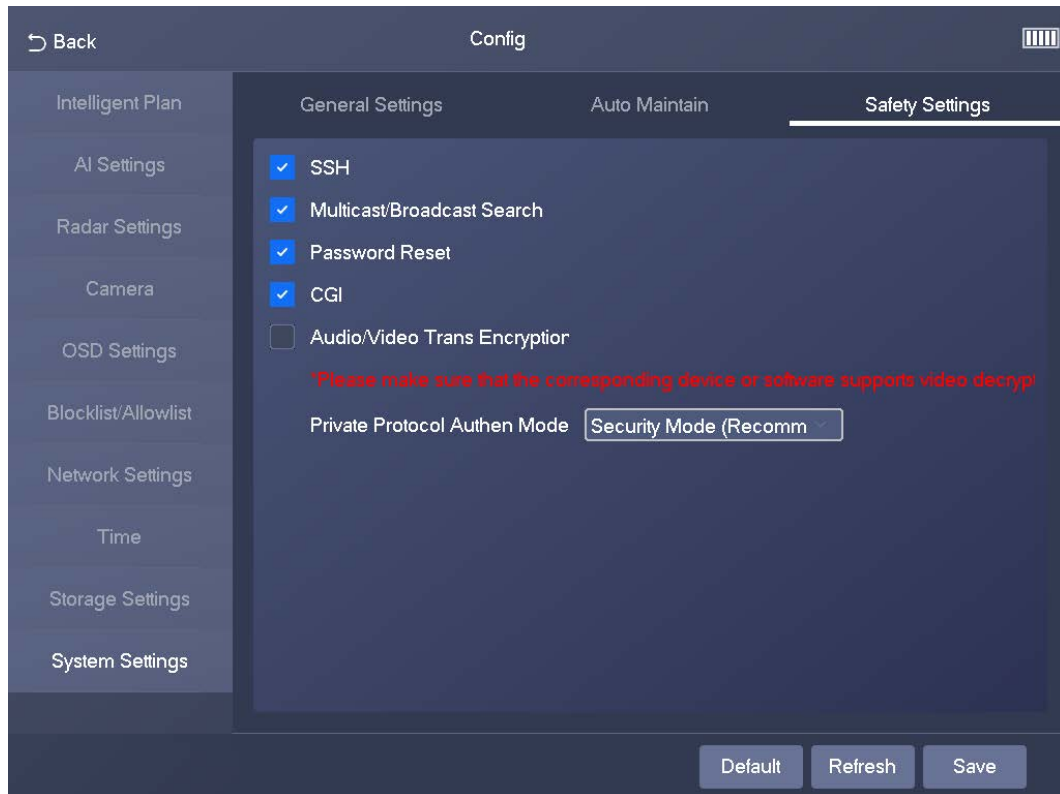 Back
Config
Intelligent Plan
AI Settings
Radar Settings
Camera
OSD Settings
Blocklist/Allowlist
Network Settings
Time
Storage Settings
System Settings
General Settings Auto Maintain Safety Settings
SSH
Multicast/Broadcast Search
Password Reset
CGI
Audio/Video Trans Encryption
*Please make sure that the corresponding device or software supports video decryp
Private Protocol Authen Mode Security Mode (Recomm
Default Refresh Save